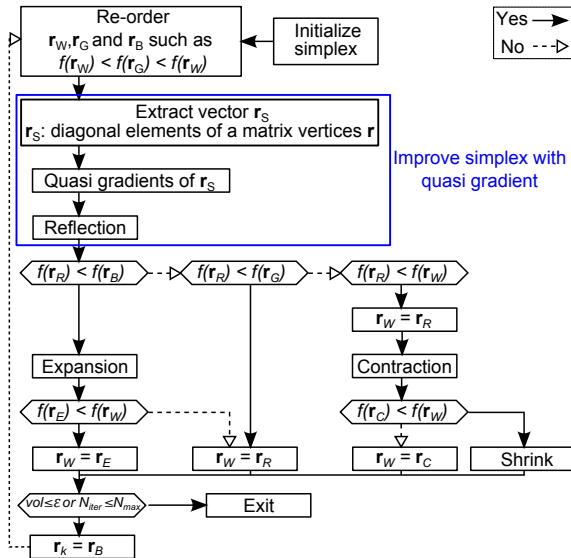 Re-order
r_W,r_G and r_B such as
f(r_W) < f(r_G) < f(r_W)
Initialize
simplex
Yes
No
Extract vector r_S
r_S: diagonal elements of a matrix vertices r
Quasi gradients of r_S
Reflection
Improve simplex with
quasi gradient
f(r_R) < f(r_B)
f(r_R) < f(r_G)
f(r_R) < f(r_W)
r_W = r_R
Expansion
Contraction
f(r_E) < f(r_W)
f(r_C) < f(r_W)
r_W = r_E
r_W = r_R
r_W = r_C
Shrink
vol≤ε or N_iter ≤N_max
Exit
r_k = r_B